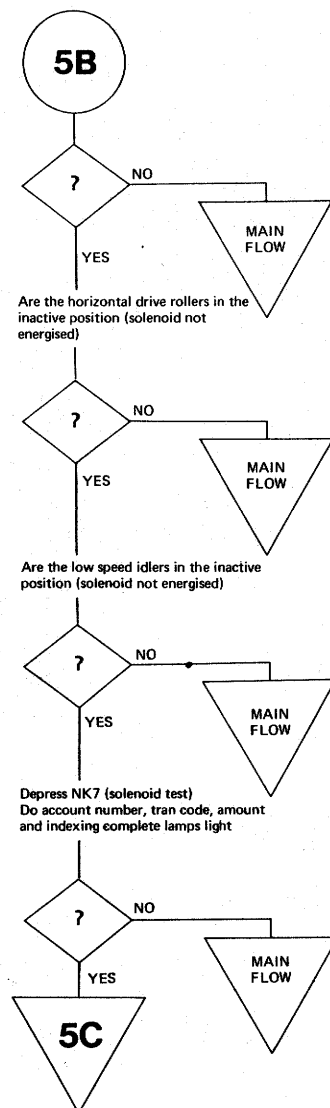 5B
?
NO
MAIN
FLOW
YES
Are the horizontal drive rollers in the
inactive position (solenoid not
energised)
?
NO
MAIN
FLOW
YES
Are the low speed idlers in the inactive
position (solenoid not energised)
?
NO
MAIN
FLOW
YES
Depress NK7 (solenoid test)
Do account number, tran code, amount
and indexing complete lamps light
?
NO
MAIN
FLOW
YES
5C